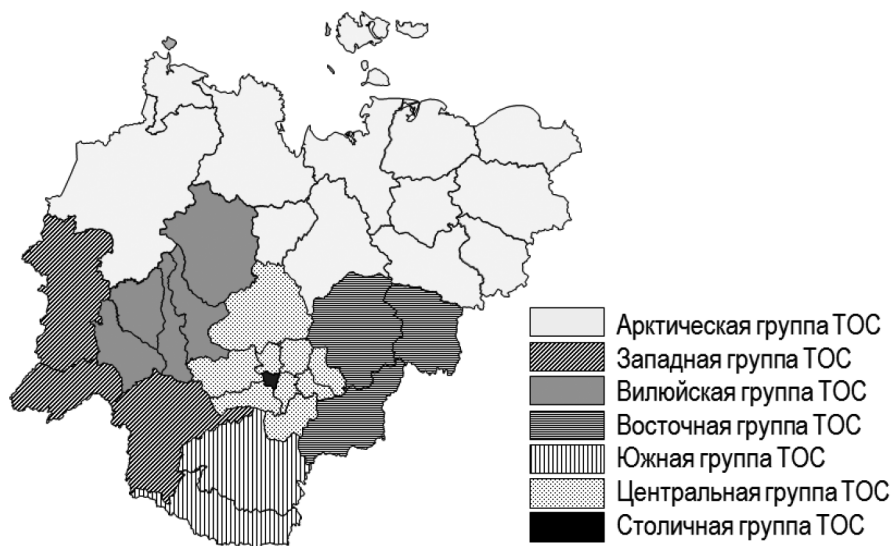 Арктическая группа ТОС
Западная группа ТОС
Вилюйская группа ТОС
Восточная группа ТОС
Южная группа ТОС
Центральная группа ТОС
Столичная группа ТОС